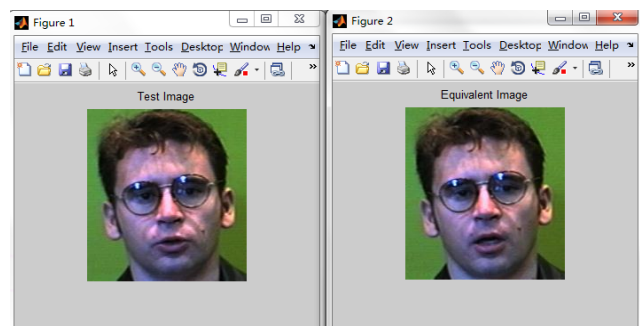 Figure 1
File Edit View Insert Tools Desktop Window Help
Test Image
Figure 2
File Edit View Insert Tools Desktop Window Help
Equivalent Image